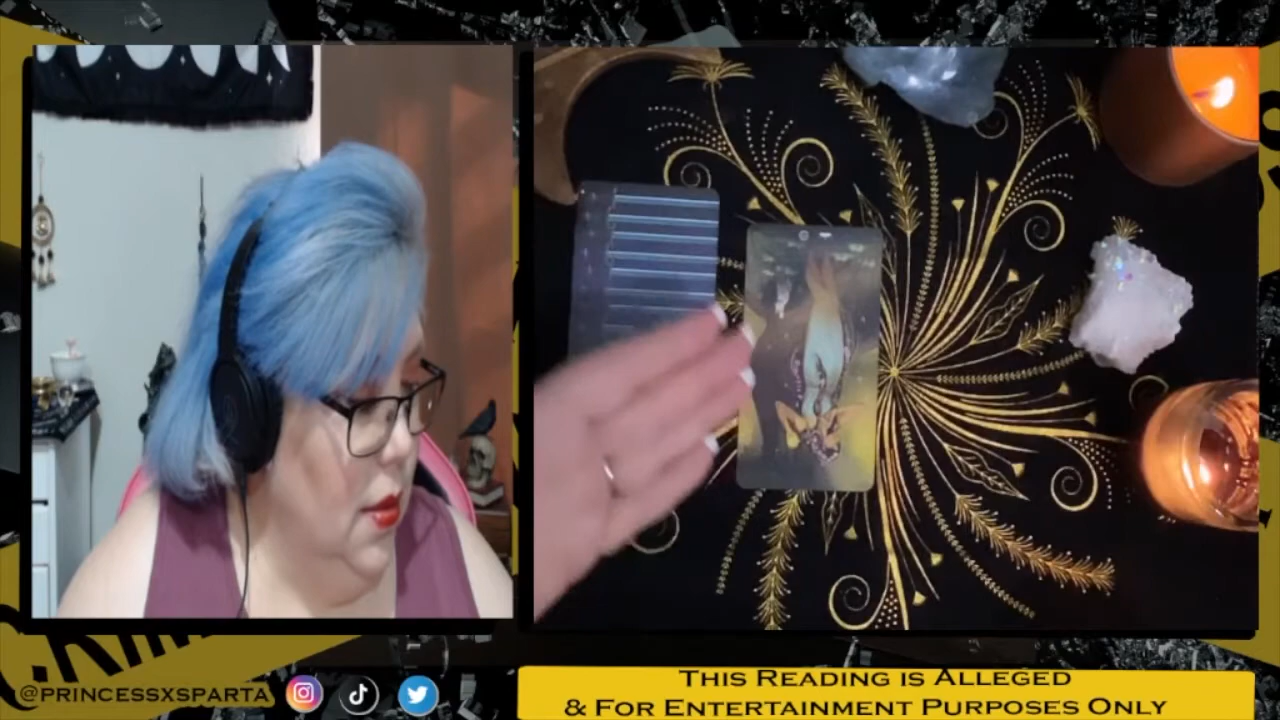 @PRINCESSXSPARTA
THIS READING IS ALLEGED
& FOR ENTERTAINMENT PURPOSES ONLY